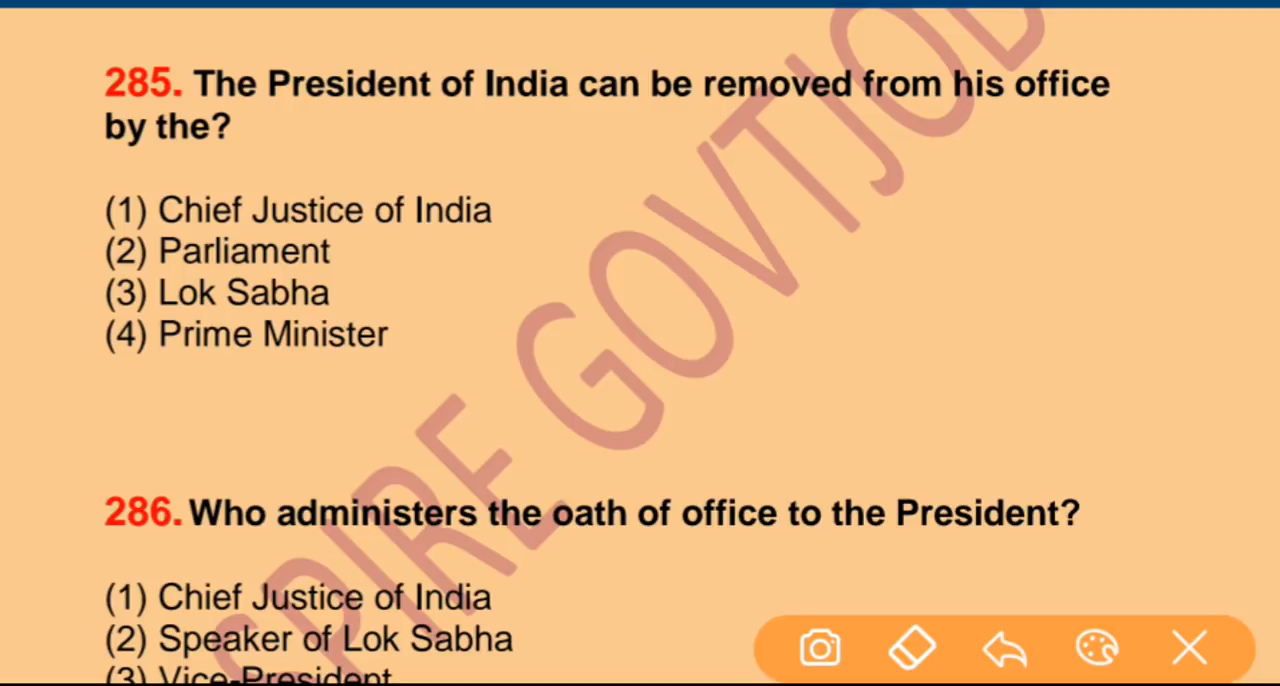 285. The President of India can be removed from his office
by the?
(1) Chief Justice of India
(2) Parliament
(3) Lok Sabha
(4) Prime Minister
286. Who administers the oath of office to the President?
(1) Chief Justice of India
(2) Speaker of Lok Sabha
(3) Vice-President
SPIRE GOVTJOB